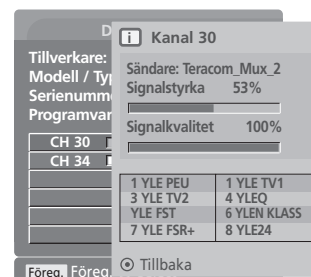 D
i Kanal 30
Tillverkare:
Modell / Ty
Serienumm
Programvar
CH 30
CH 34
Sändare: Teracom_Mux_2
Signalstyrka 53%
Signalkvalitet 100%
1 YLE PEU 1 YLE TV1
3 YLE TV2 4 YLEQ
YLE FST 6 YLEN KLASS
7 YLE FSR+ 8 YLE24
Tillbaka
Föreg. Föreg.